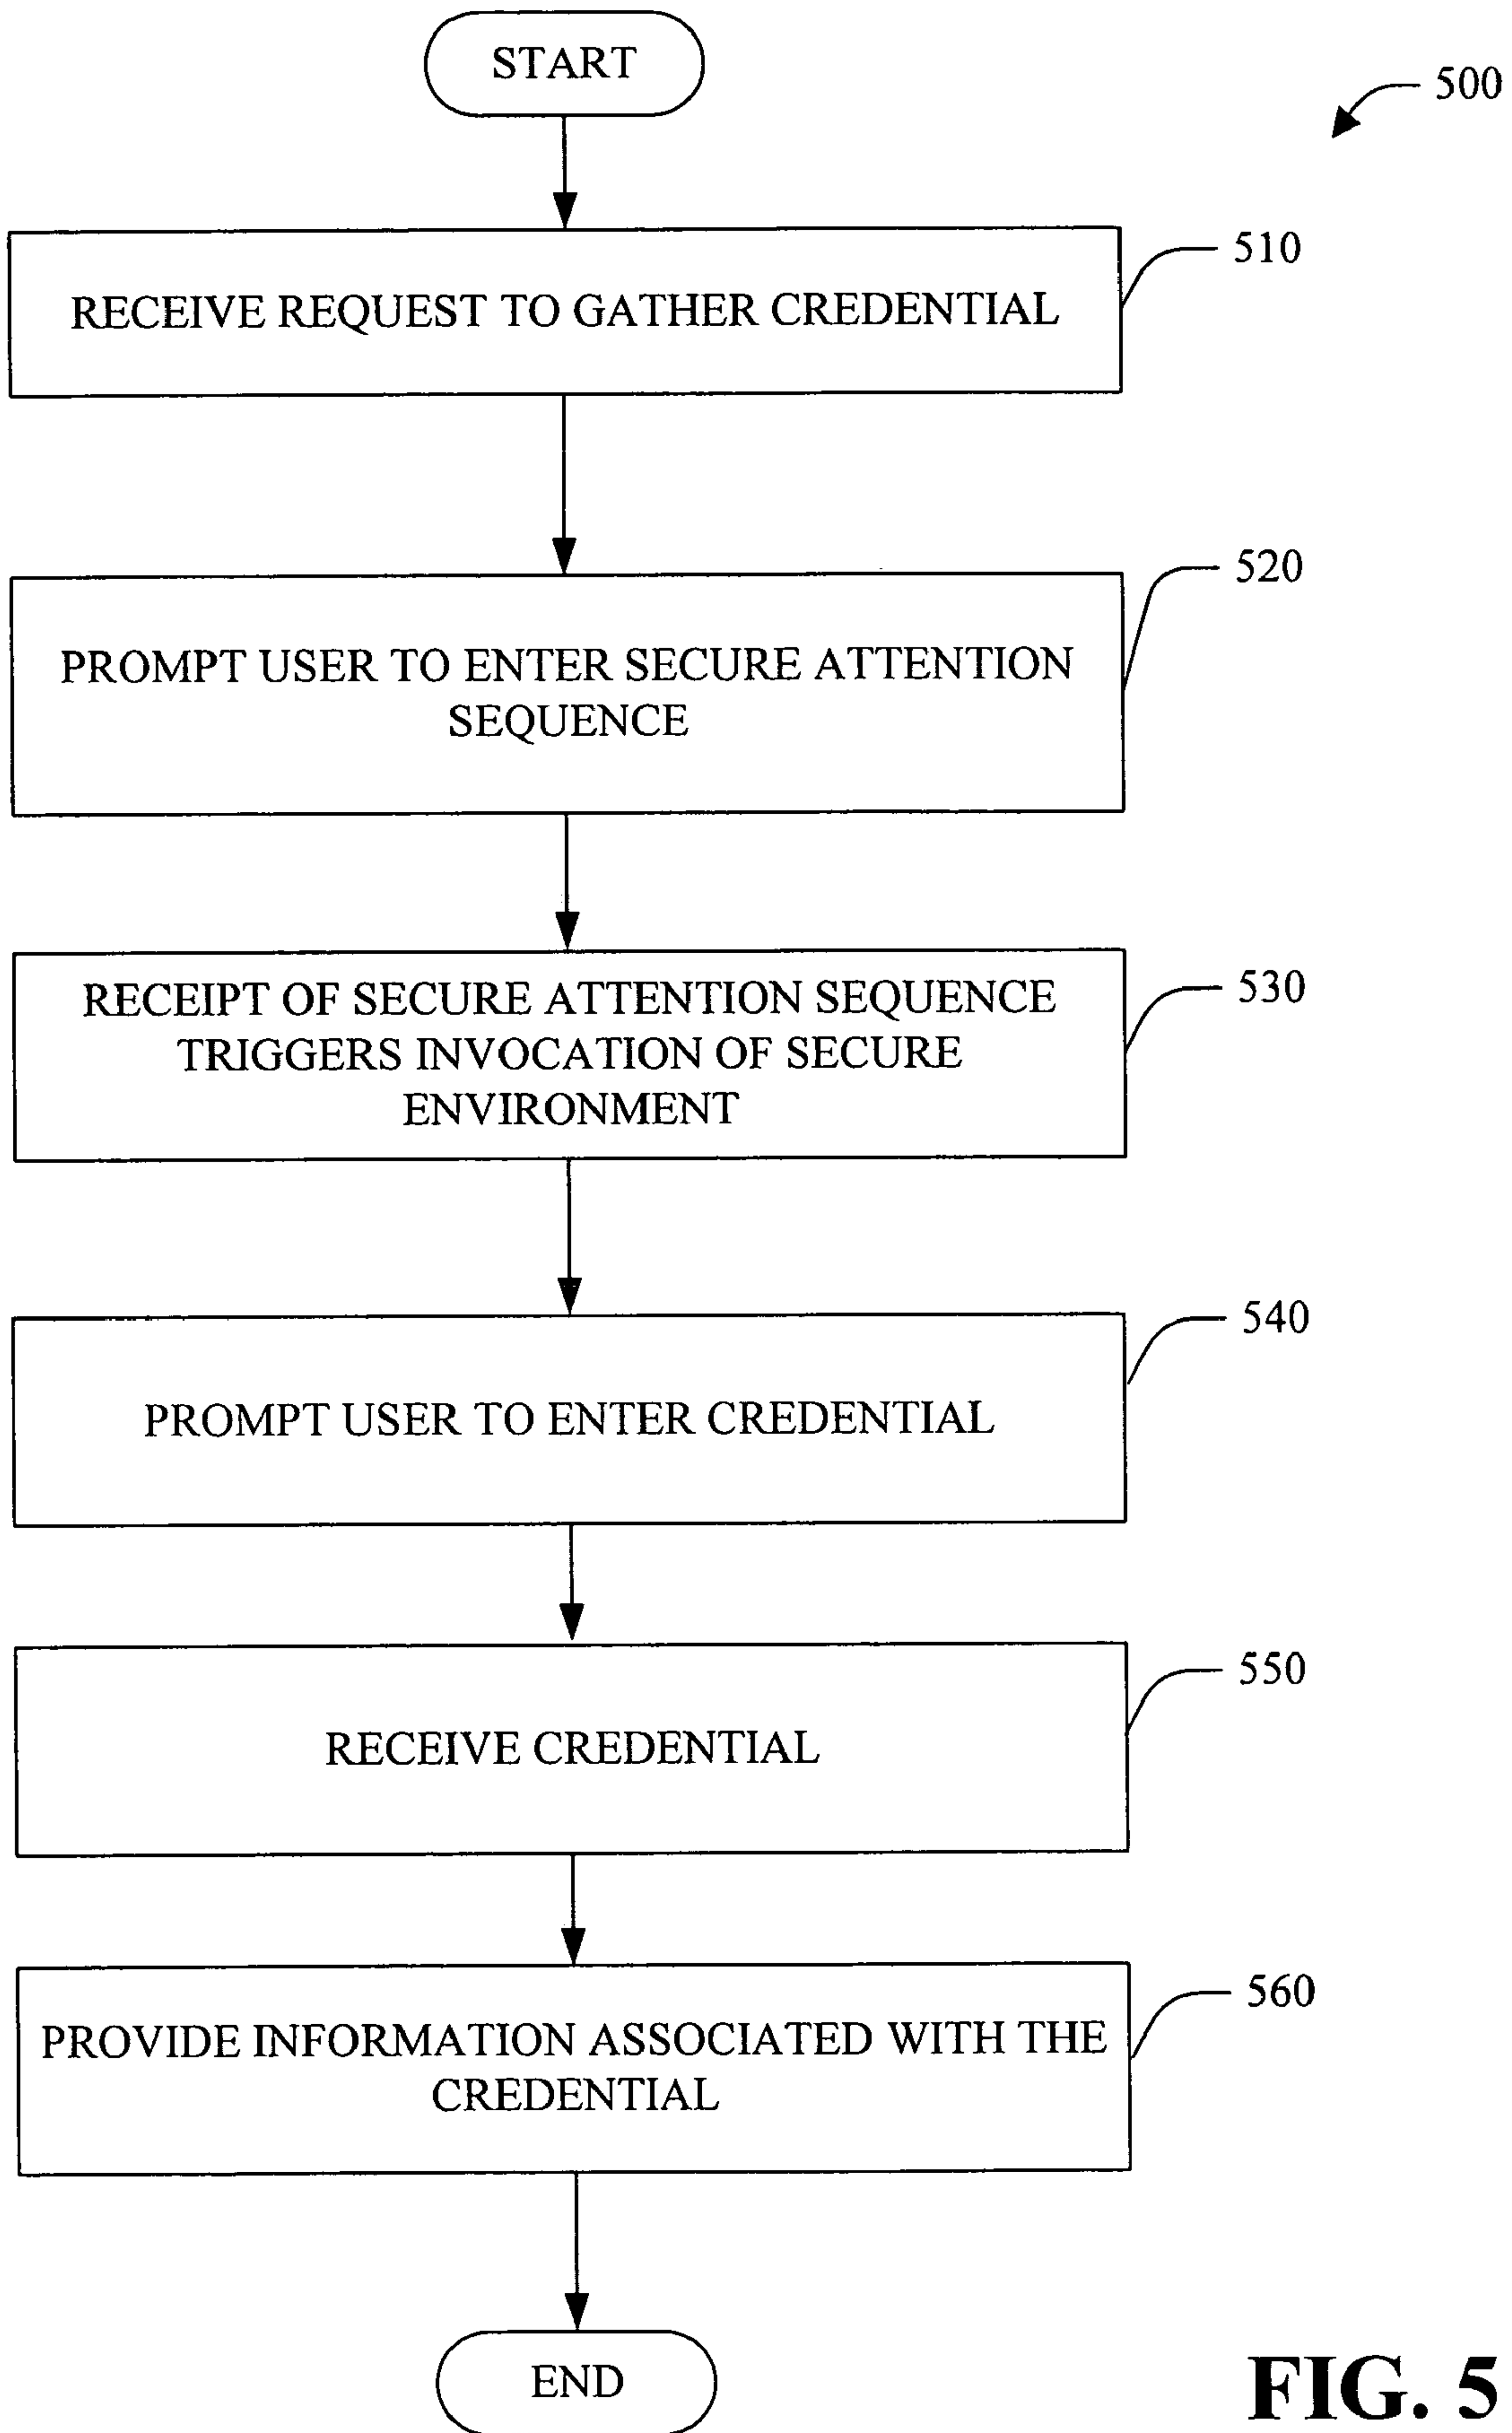 START
500
RECEIVE REQUEST TO GATHER CREDENTIAL
510
PROMPT USER TO ENTER SECURE ATTENTION
SEQUENCE
520
RECEIPT OF SECURE ATTENTION SEQUENCE
TRIGGERS INVOCATION OF SECURE
ENVIRONMENT
530
PROMPT USER TO ENTER CREDENTIAL
540
RECEIVE CREDENTIAL
550
PROVIDE INFORMATION ASSOCIATED WITH THE
CREDENTIAL
560
END
FIG. 5